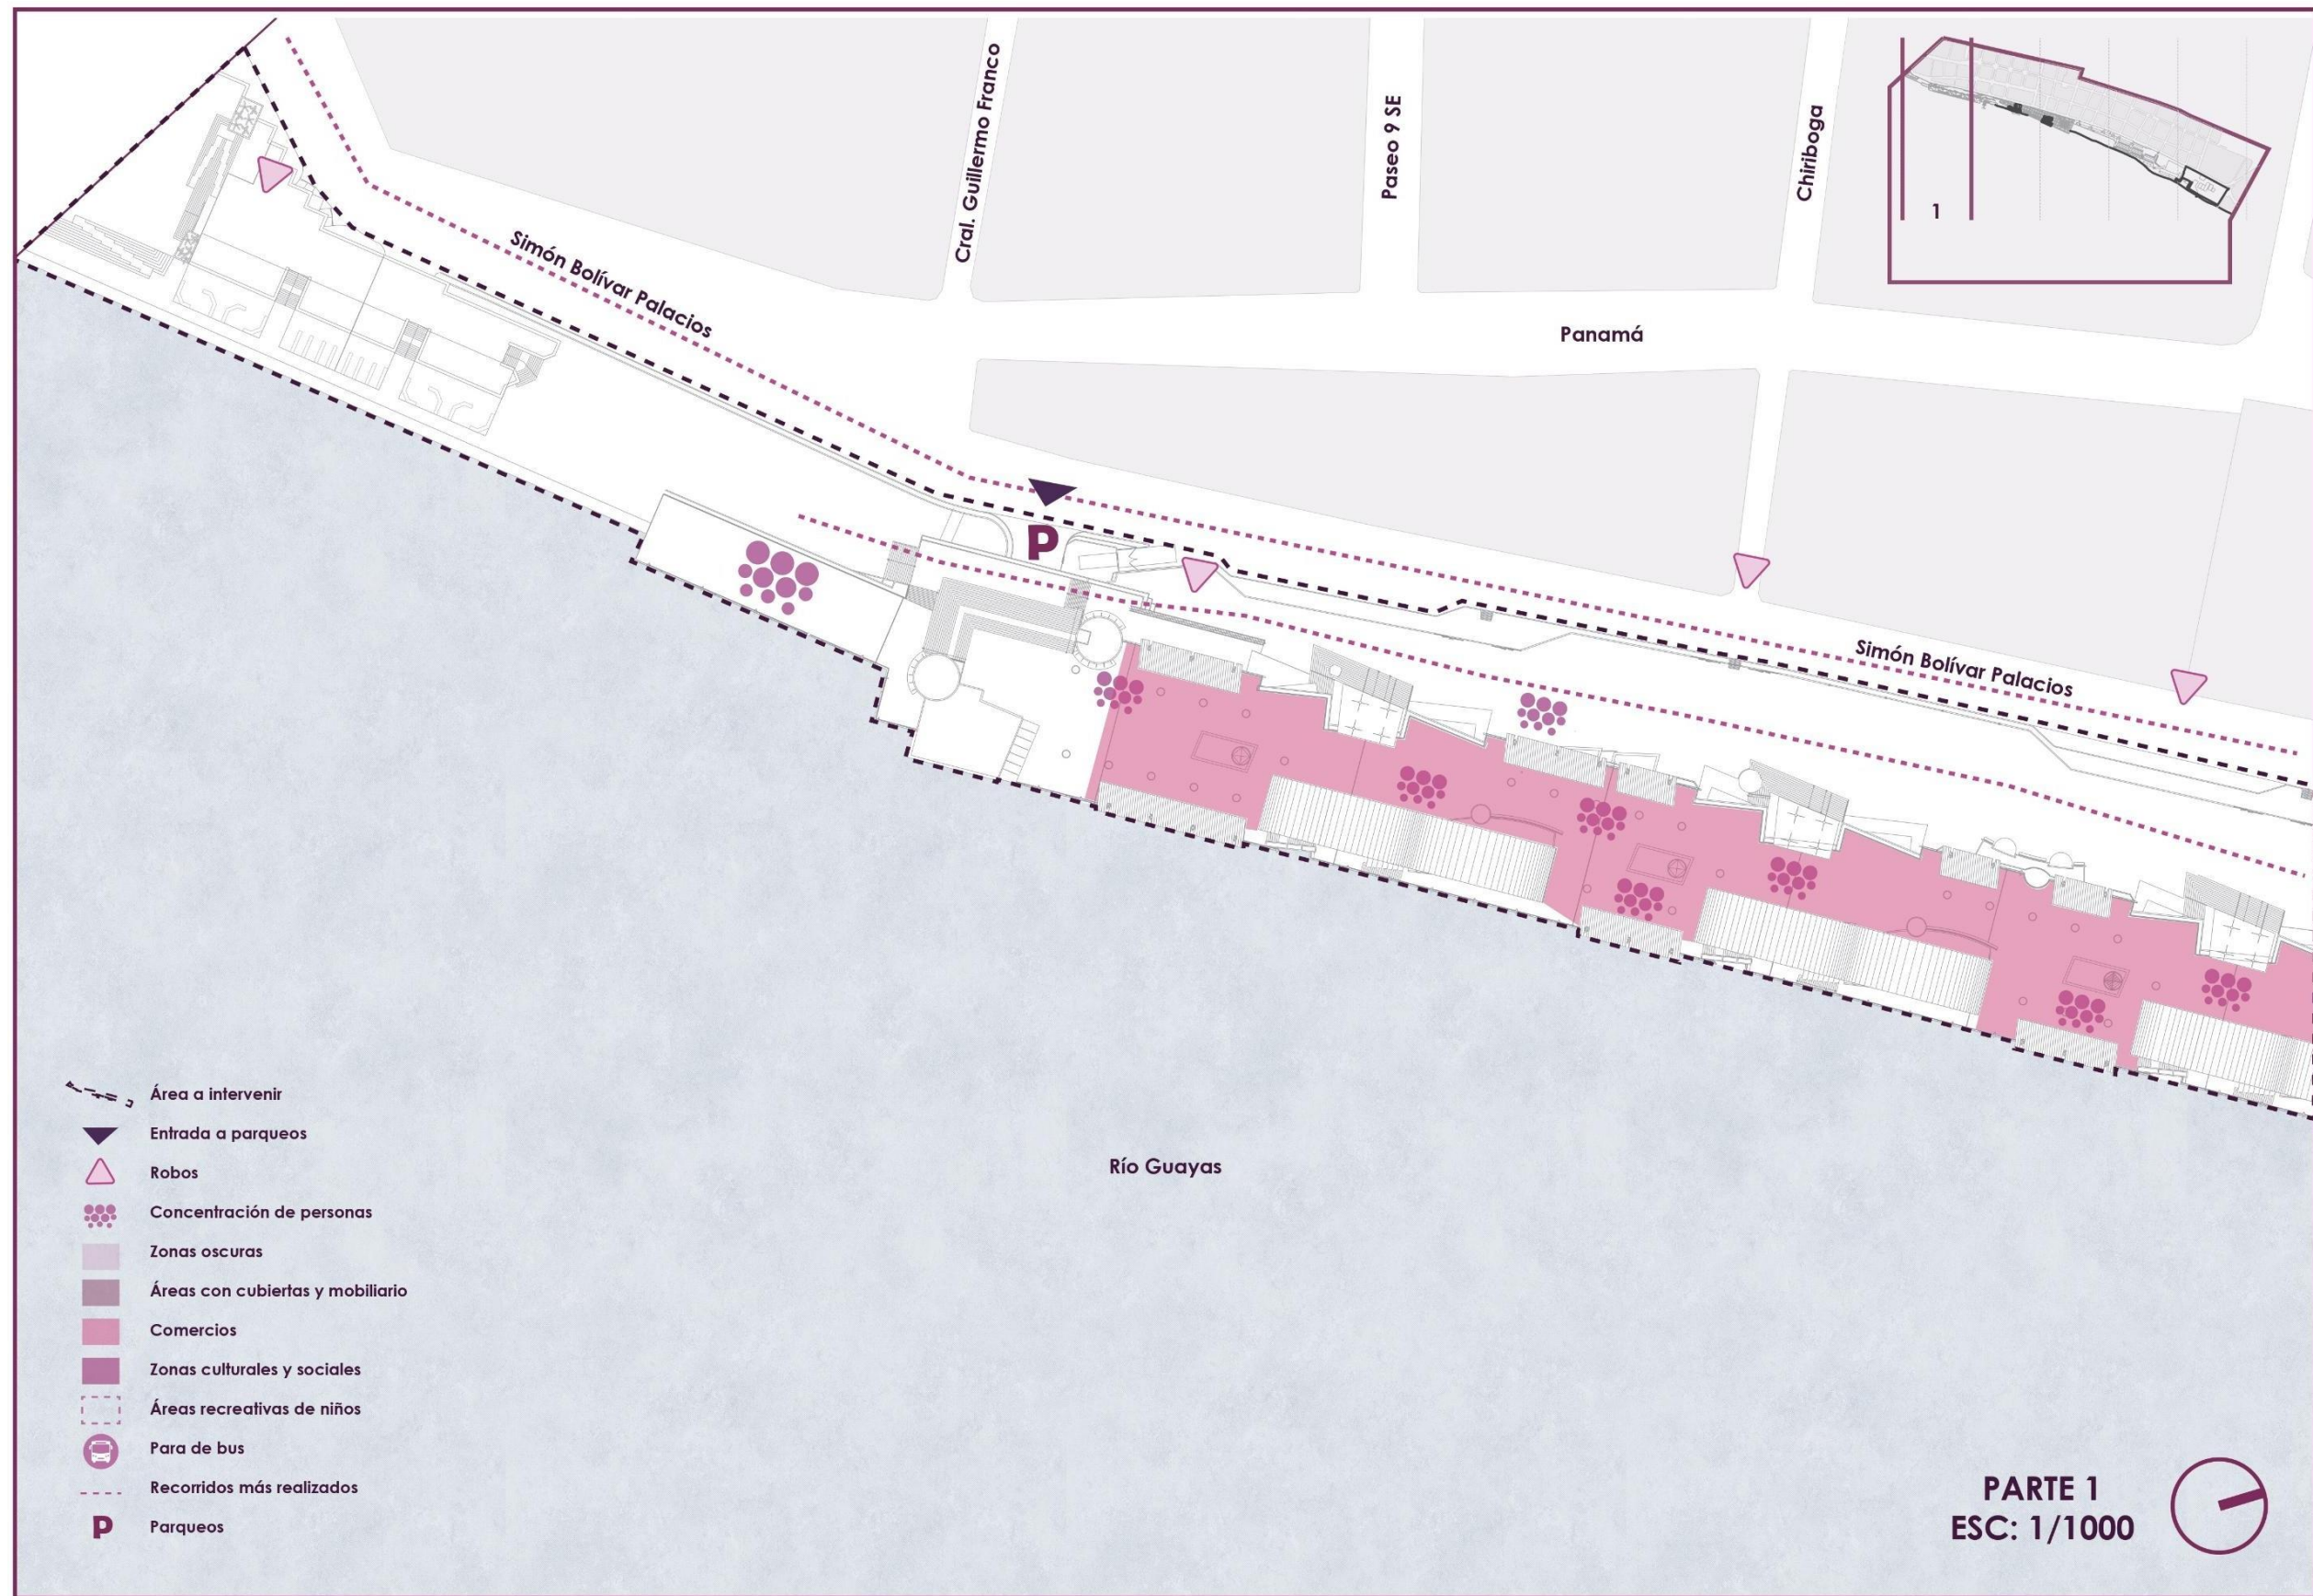 Cral. Guillermo Franco
Paseo 9 SE
Chiriboga
1
Simón Bolívar Palacios
Panamá
P
Simón Bolívar Palacios
Río Guayas
Área a intervenir
Entrada a parqueos
Robos
Concentración de personas
Zonas oscuras
Áreas con cubiertas y mobiliario
Comercios
Zonas culturales y sociales
Áreas recreativas de niños
Para de bus
Recorridos más realizados
P Parqueos
PARTE 1
ESC: 1/1000